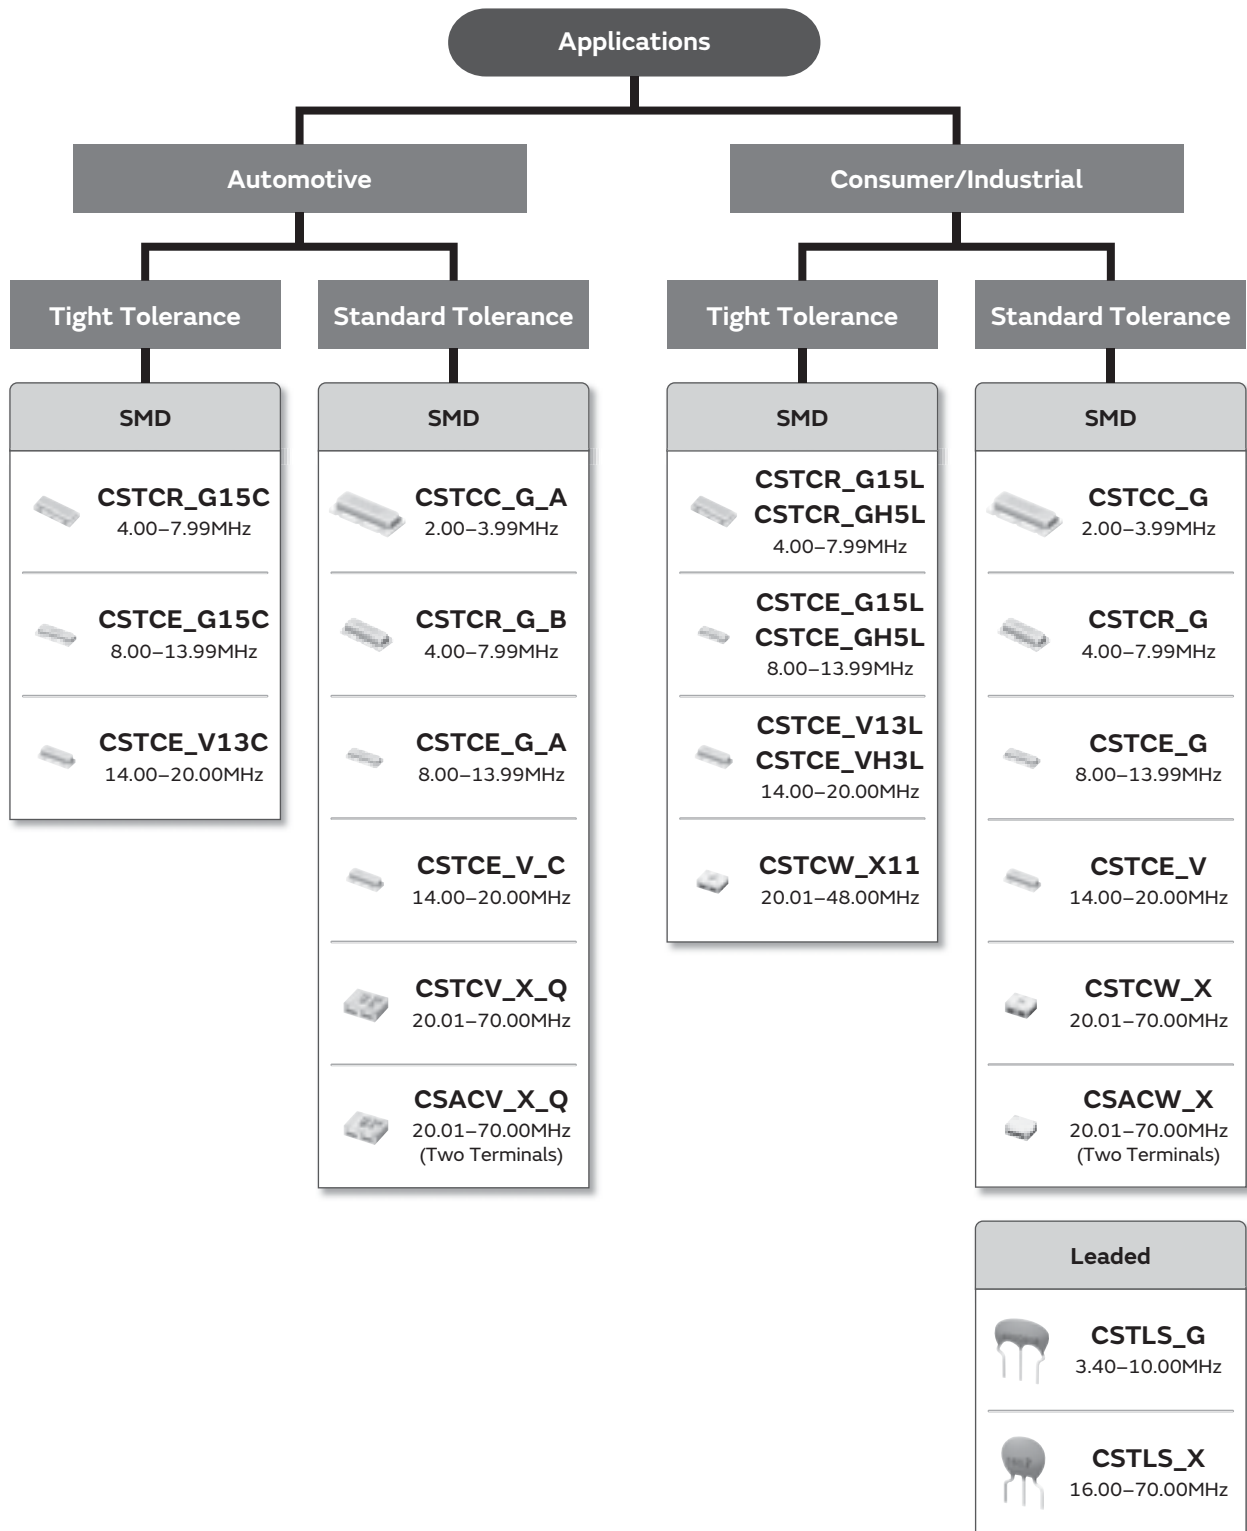 Applications
Automotive
Consumer/Industrial
Tight Tolerance
Standard Tolerance
Tight Tolerance
Standard Tolerance
SMD
CSTCR_G15C
4.00–7.99MHz
CSTCE_G15C
8.00–13.99MHz
CSTCE_V13C
14.00–20.00MHz
SMD
CSTCC_G_A
2.00–3.99MHz
CSTCR_G_B
4.00–7.99MHz
CSTCE_G_A
8.00–13.99MHz
CSTCE_V_C
14.00–20.00MHz
CSTCV_X_Q
20.01–70.00MHz
CSACV_X_Q
20.01–70.00MHz
(Two Terminals)
SMD
CSTCR_G15L
CSTCR_GH5L
4.00–7.99MHz
CSTCE_G15L
CSTCE_GH5L
8.00–13.99MHz
CSTCE_V13L
CSTCE_VH3L
14.00–20.00MHz
CSTCW_X11
20.01–48.00MHz
SMD
CSTCC_G
2.00–3.99MHz
CSTCR_G
4.00–7.99MHz
CSTCE_G
8.00–13.99MHz
CSTCE_V
14.00–20.00MHz
CSTCW_X
20.01–70.00MHz
CSACW_X
20.01–70.00MHz
(Two Terminals)
Leaded
CSTLS_G
3.40–10.00MHz
CSTLS_X
16.00–70.00MHz